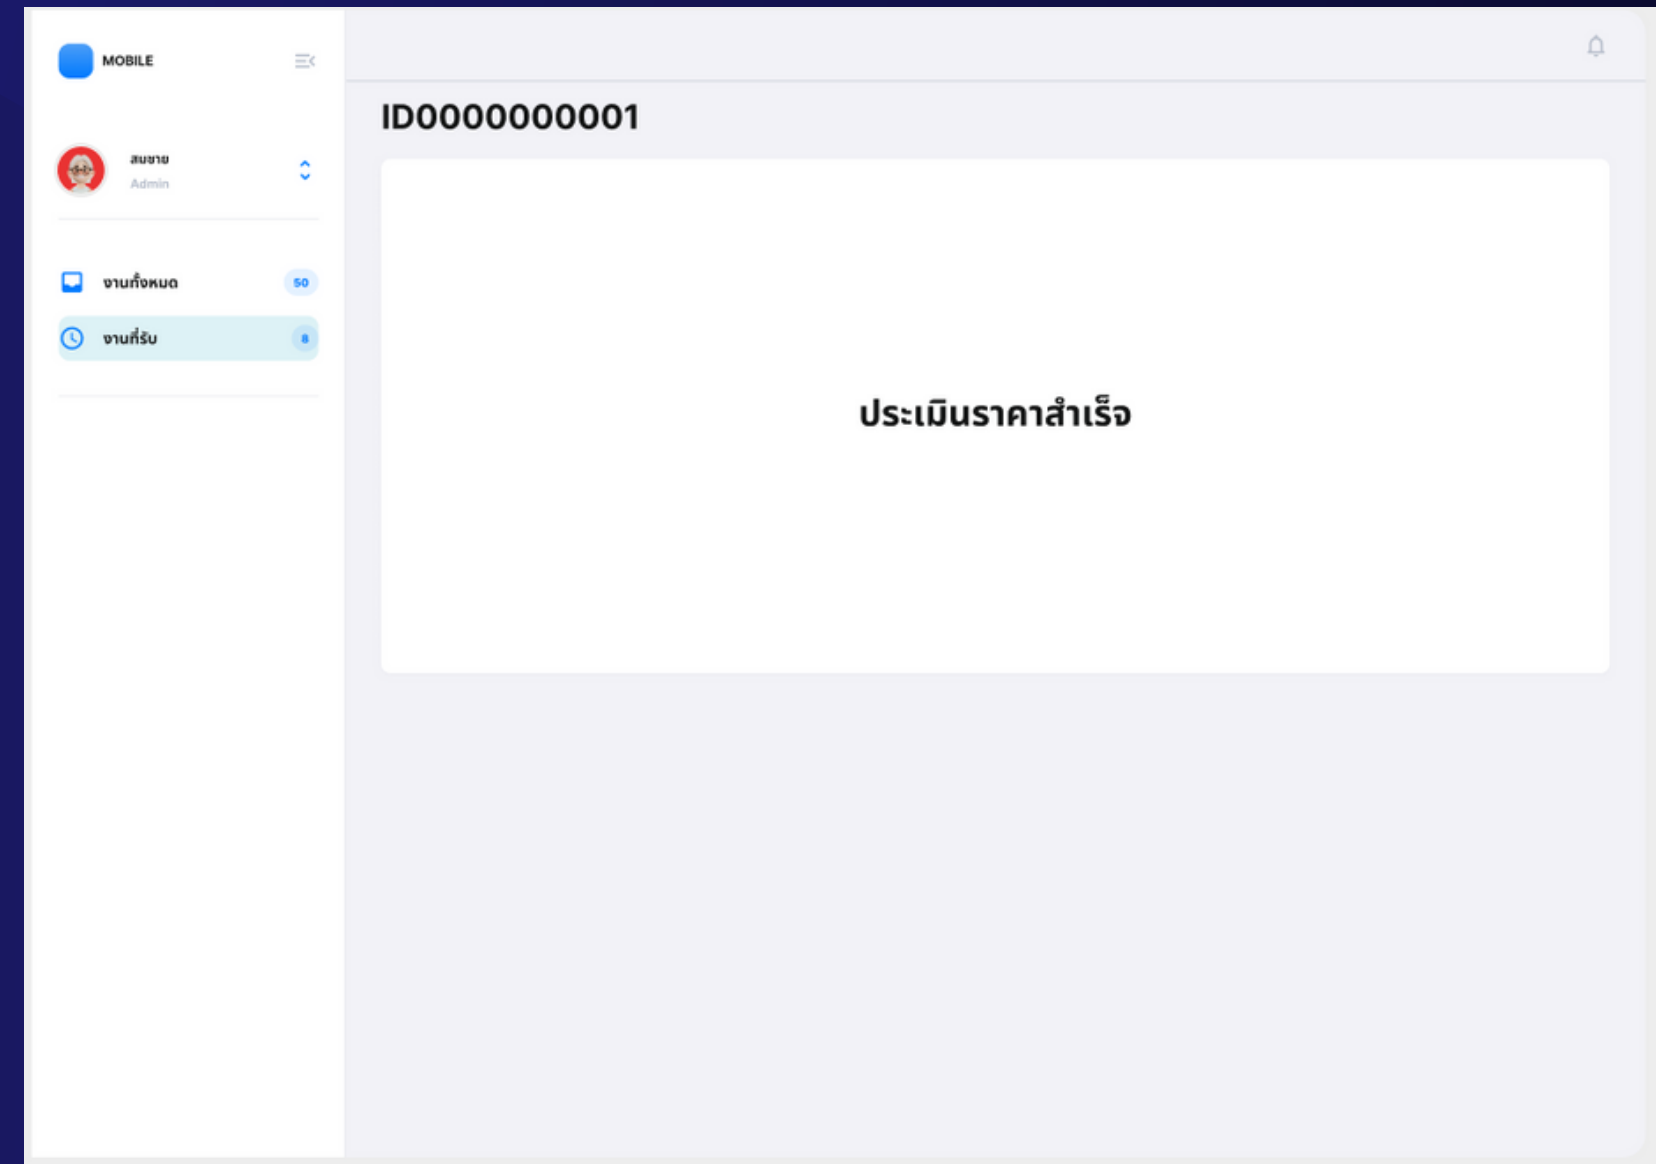 MOBILE
สมชาย
Admin
งานทั้งหมด 50
งานที่รับ 8
ID0000000001
ประเมินราคาสำเร็จ